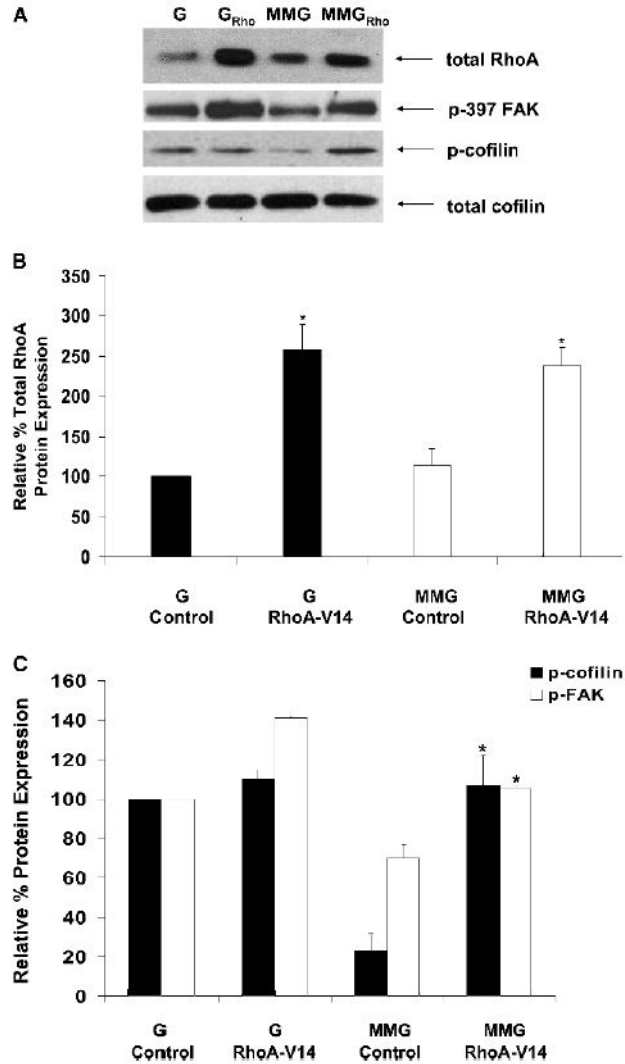 A
G GRho MMG MMGRho
total RhoA
p-397 FAK
p-cofilin
total cofilin
B
Relative % Total RhoA
Protein Expression
350
300
250
200
150
100
50
0
*
*
G
Control
G
RhoA-V14
MMG
Control
MMG
RhoA-V14
C
p-cofilin
p-FAK
Relative % Protein Expression
160
140
120
100
80
60
40
20
0
*
*
G
Control
G
RhoA-V14
MMG
Control
MMG
RhoA-V14